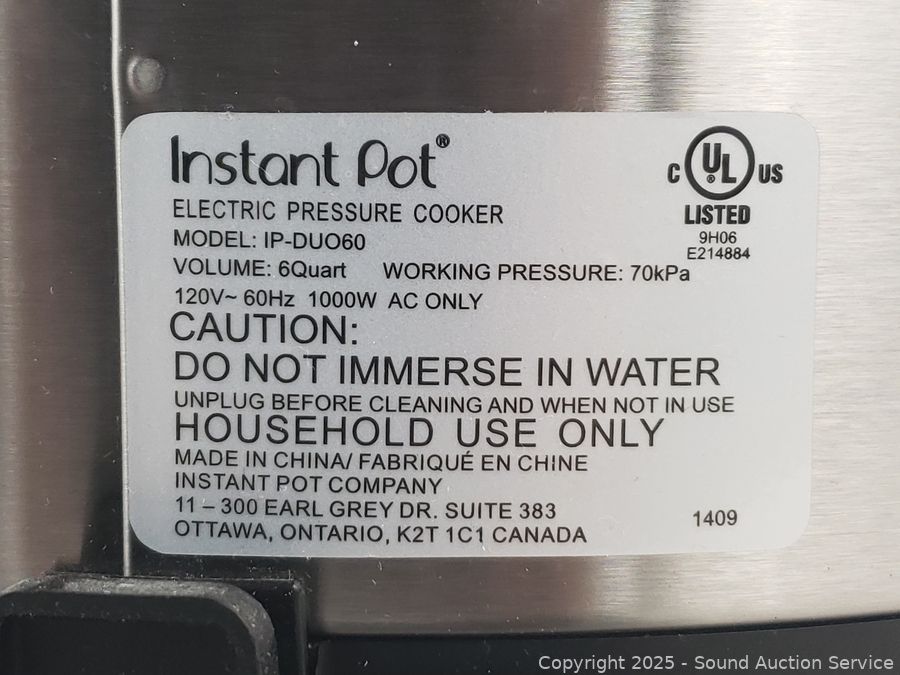 Instant Pot®
ELECTRIC PRESSURE COOKER
MODEL: IP-DUO60
VOLUME: 6Quart WORKING PRESSURE: 70kPa
120V~ 60Hz 1000W AC ONLY
C UL® US
LISTED
9H06
E214884
CAUTION:
DO NOT IMMERSE IN WATER
UNPLUG BEFORE CLEANING AND WHEN NOT IN USE
HOUSEHOLD USE ONLY
MADE IN CHINA/ FABRIQUÉ EN CHINE
INSTANT POT COMPANY
11 – 300 EARL GREY DR. SUITE 383
OTTAWA, ONTARIO, K2T 1C1 CANADA
1409
Copyright © 2025 - Sound Auction Service